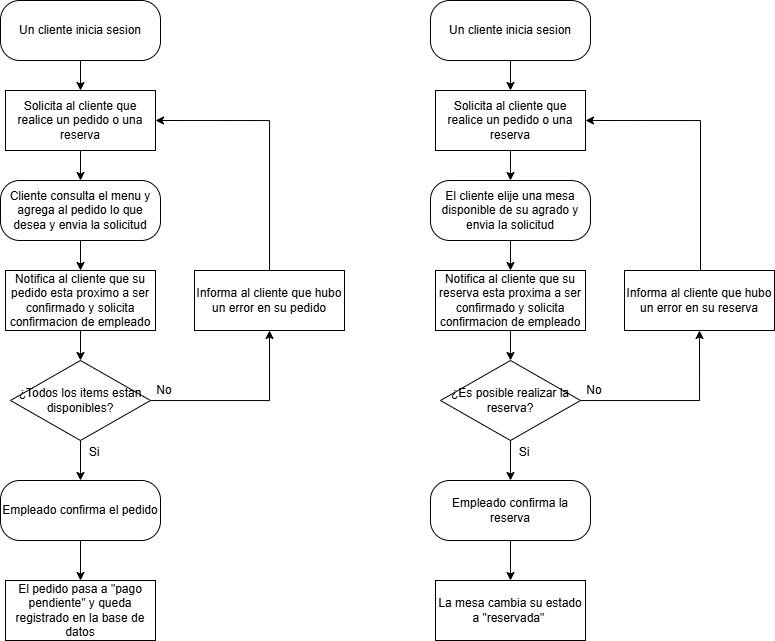 Un cliente inicia sesion
Solicita al cliente que
realice un pedido o una
reserva
Cliente consulta el menu y
agrega al pedido lo que
desea y envia la solicitud
Notifica al cliente que su
pedido esta proximo a ser
confirmado y solicita
confirmacion de empleado
Informa al cliente que hubo
un error en su pedido
¿Todos los items estan
disponibles?
No
Si
Empleado confirma el pedido
El pedido pasa a "pago
pendiente" y queda
registrado en la base de
datos
Un cliente inicia sesion
Solicita al cliente que
realice un pedido o una
reserva
El cliente elije una mesa
disponible de su agrado y
envia la solicitud
Notifica al cliente que su
reserva esta proxima a ser
confirmado y solicita
confirmacion de empleado
Informa al cliente que hubo
un error en su reserva
¿Es posible realizar la
reserva?
No
Si
Empleado confirma la
reserva
La mesa cambia su estado
a "reservada"